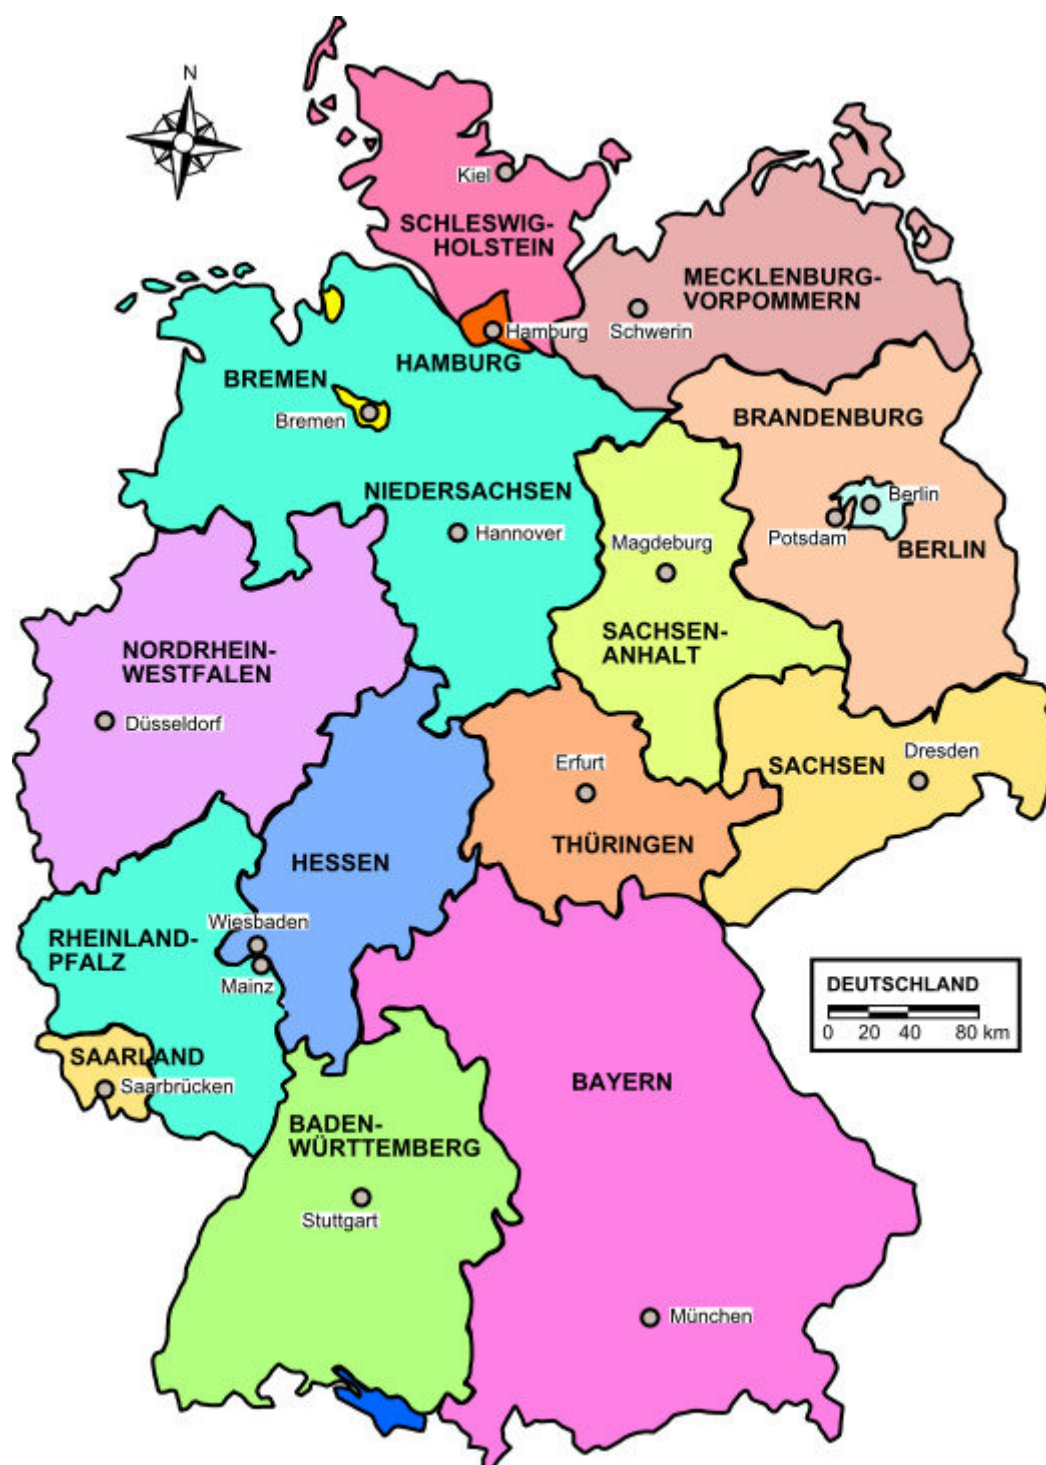 N
Kiel
SCHLESWIG-
HOLSTEIN
MECKLENBURG-
VORPOMMERN
Schwerin
Hamburg
HAMBURG
BREMEN
Bremen
BRANDENBURG
NIEDERSACHSEN
Hannover
Berlin
Potsdam
BERLIN
Magdeburg
SACHSEN-
ANHALT
NORDRHEIN-
WESTFALEN
Düsseldorf
Erfurt
THÜRINGEN
SACHSEN
Dresden
HESSEN
Wiesbaden
Mainz
RHEINLAND-
PFALZ
DEUTSCHLAND
0 20 40 80 km
SAARLAND
Saarbrücken
BAYERN
BADEN-
WÜRTTEMBERG
Stuttgart
München